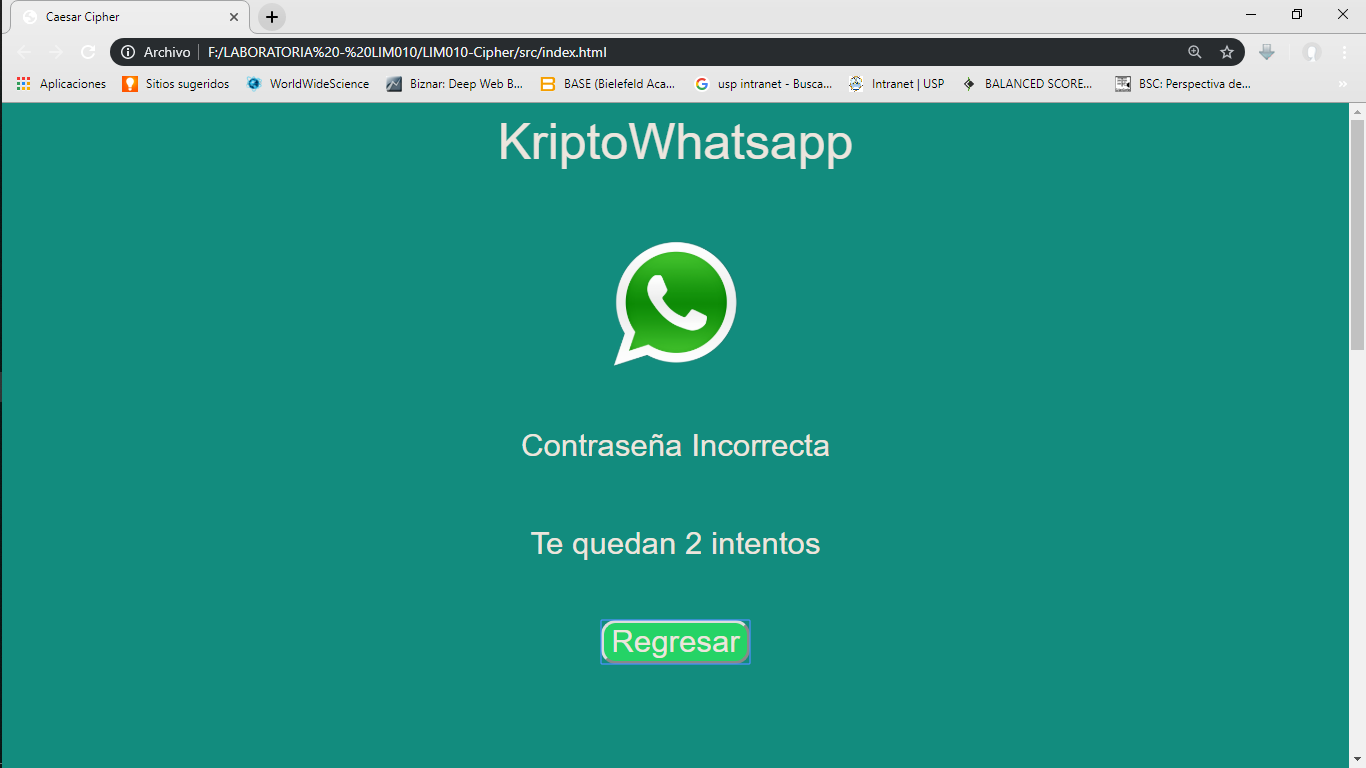 Caesar Cipher
Archivo F:/LABORATORIA%20-%20LIM010/LIM010-Cipher/src/index.html
Aplicaciones Sitios sugeridos WorldWideScience Biznar: Deep Web B... BASE (Bielefeld Aca... usp intranet - Busca... Intranet | USP BALANCED SCORE... BSC: Perspectiva de...
KriptoWhatsapp
Contraseña Incorrecta
Te quedan 2 intentos
Regresar